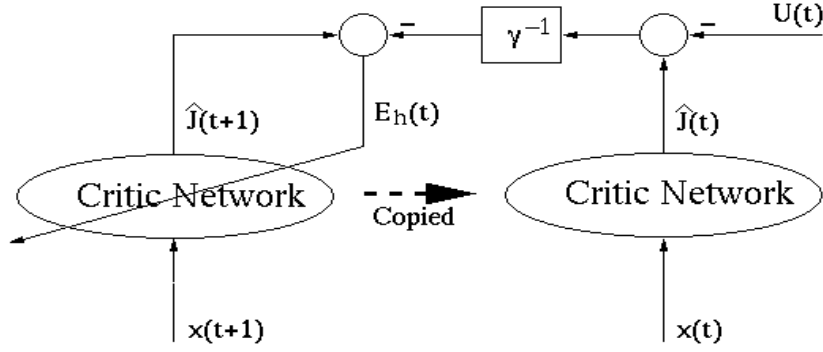 U(t)
−
γ⁻¹
−
Ĵ(t+1)
E_h(t)
Ĵ(t)
Critic Network
Critic Network
Copied
x(t+1)
x(t)